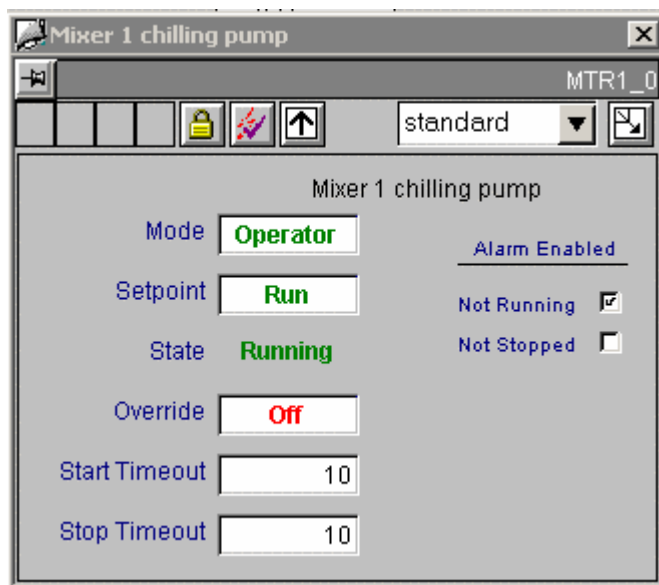 Mixer 1 chilling pump
MTR1_0
standard
Mixer 1 chilling pump
Mode Operator
Alarm Enabled
Setpoint Run
Not Running
State Running
Not Stopped
Override Off
Start Timeout 10
Stop Timeout 10